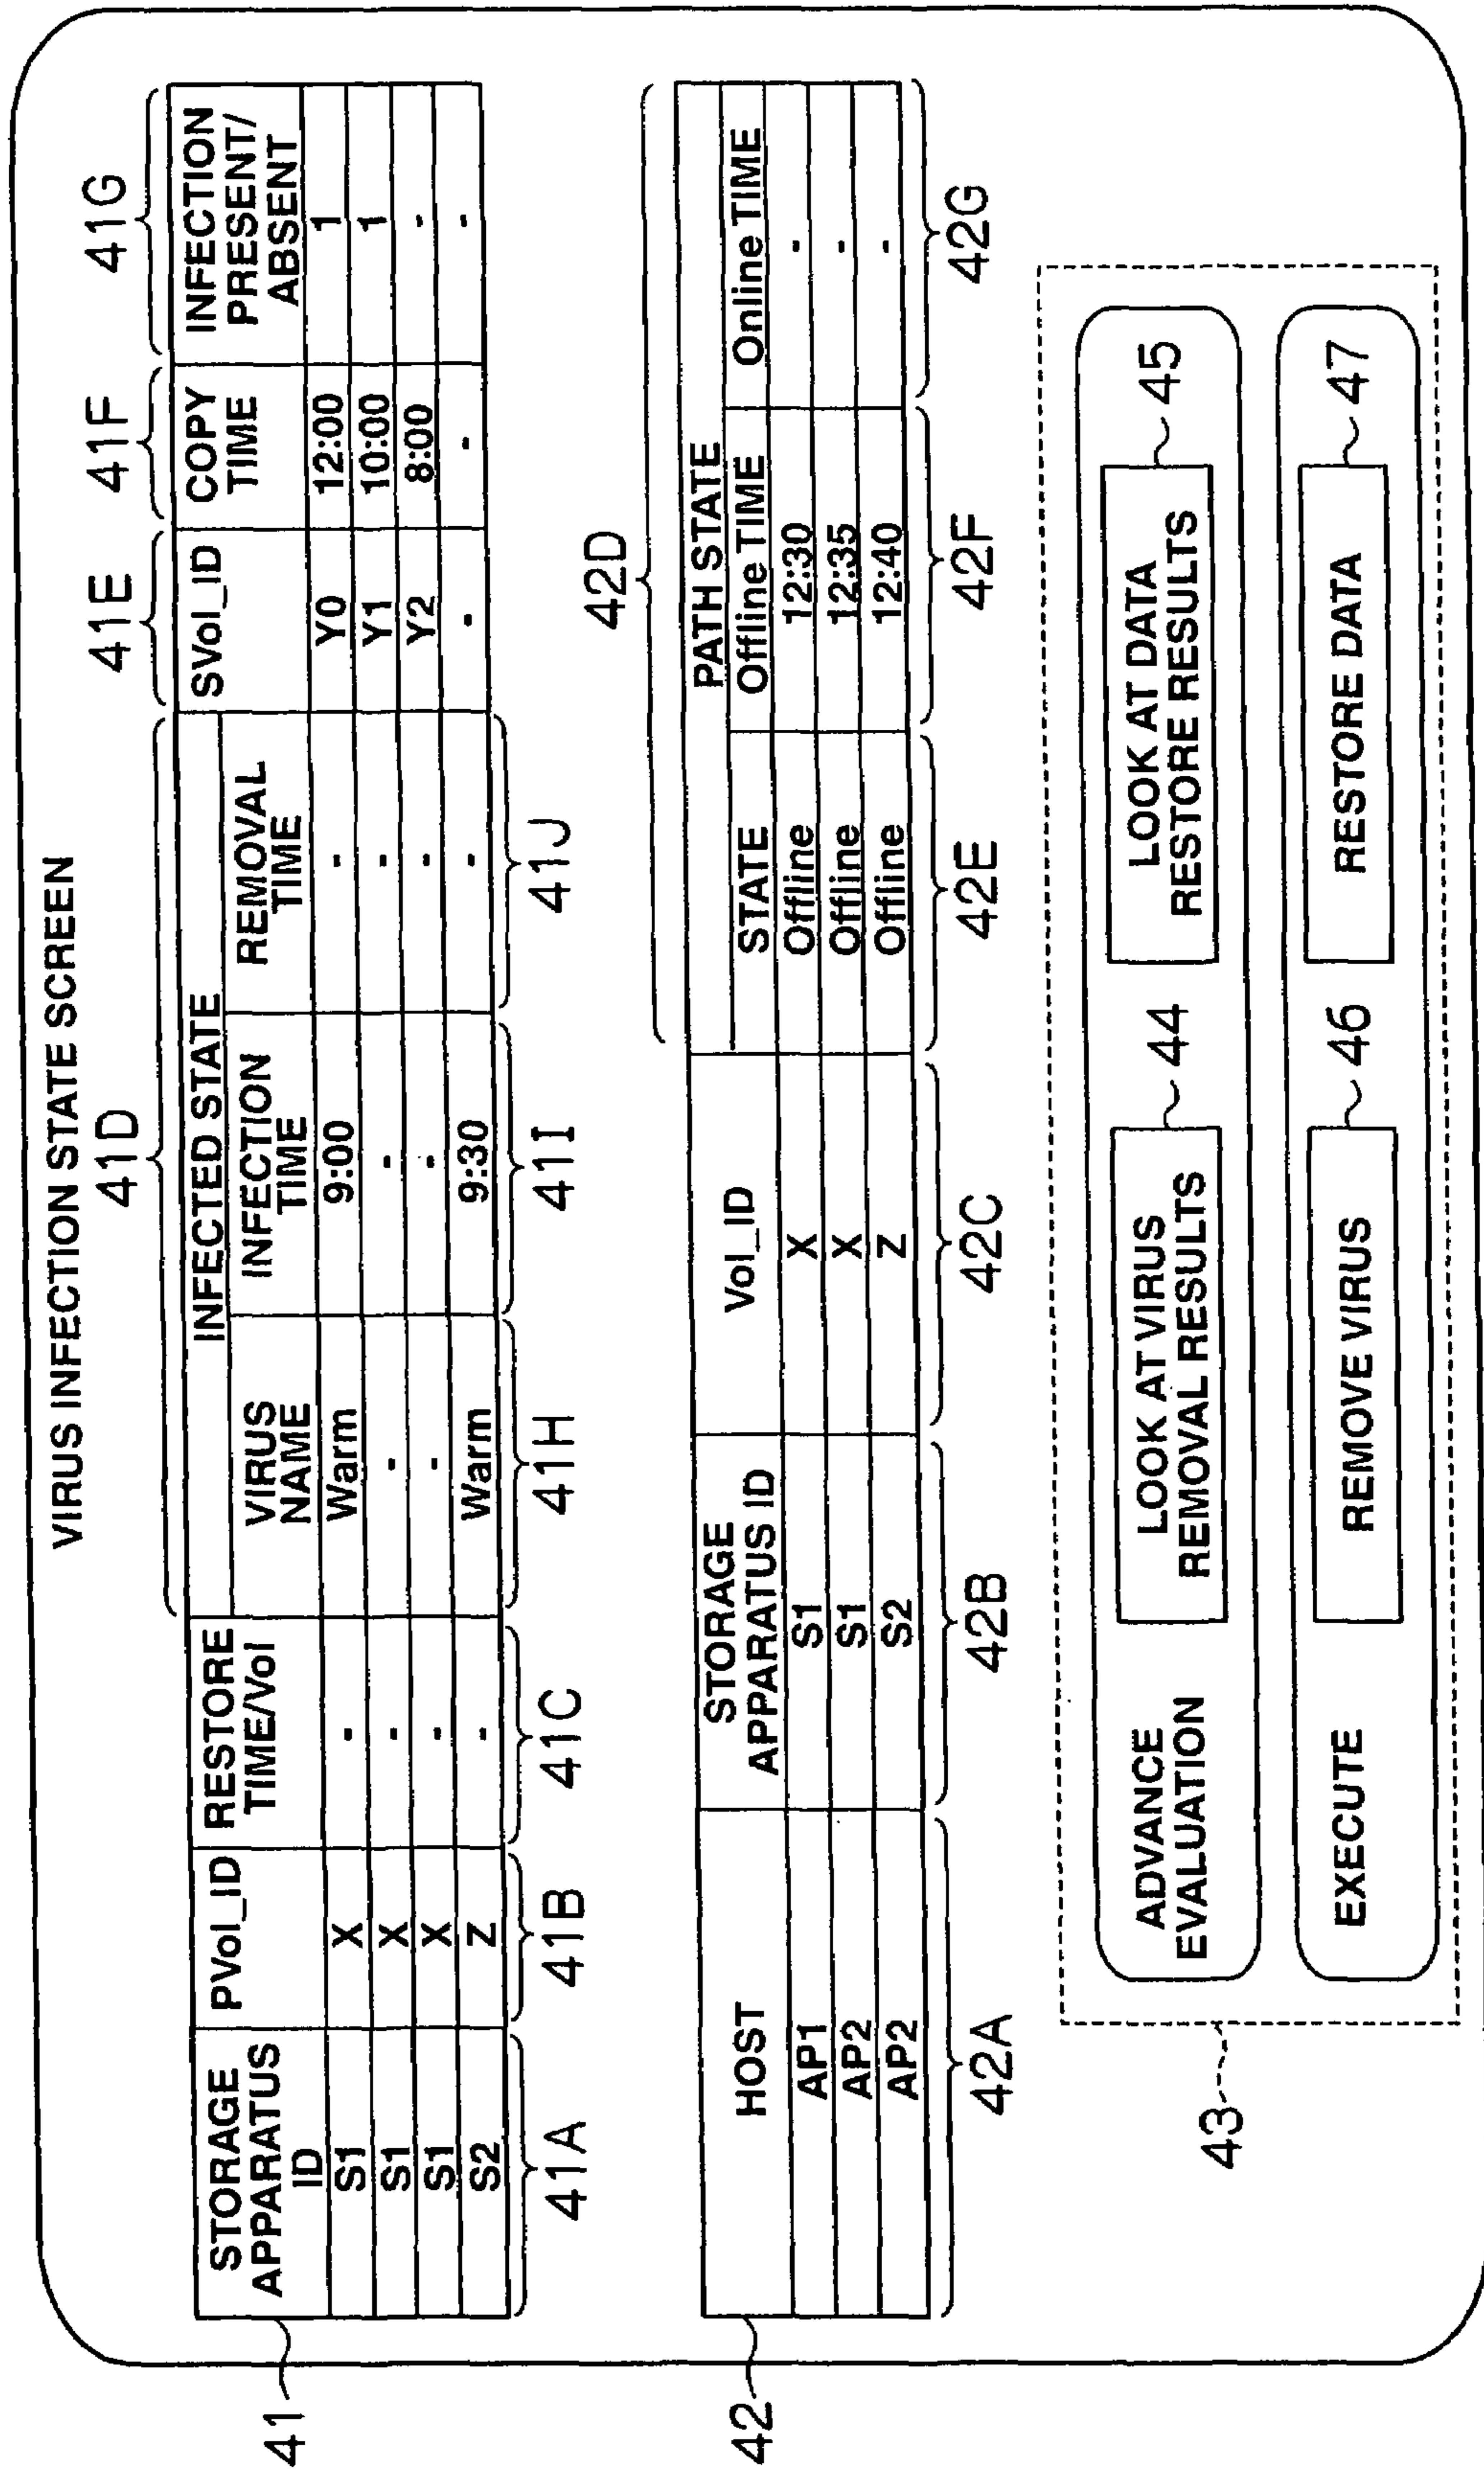 VIRUS INFECTION STATE SCREEN
41D 41E 41F 41G
41
STORAGE APPARATUS ID PVol_ID RESTORE TIME/Vol INFECTED STATE SVol_ID COPY TIME INFECTION PRESENT/ABSENT
VIRUS NAME INFECTION TIME REMOVAL TIME
S1 X - Warm 9:00 - Y0 12:00 1
S1 X - - - - Y1 10:00 1
S1 X - - - - Y2 8:00 -
S2 Z - Warm 9:30 - - - -
41A 41B 41C 41H 41I 41J
42D
42
HOST STORAGE APPARATUS ID Vol_ID PATH STATE
STATE Offline TIME Online TIME
AP1 S1 X Offline 12:30 -
AP2 S1 X Offline 12:35 -
AP2 S2 Z Offline 12:40 -
42A 42B 42C 42E 42F 42G
43
ADVANCE EVALUATION
LOOK AT VIRUS REMOVAL RESULTS
44
LOOK AT DATA RESTORE RESULTS
45
EXECUTE
REMOVE VIRUS
46
RESTORE DATA
47